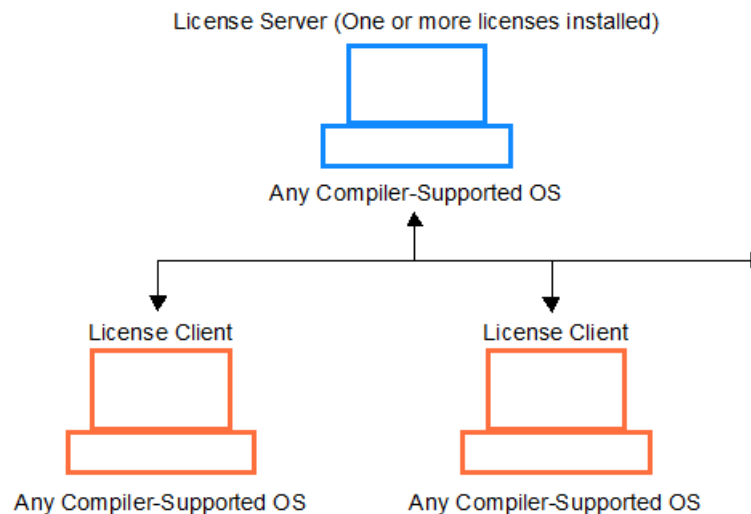 License Server (One or more licenses installed)
Any Compiler-Supported OS
License Client
License Client
Any Compiler-Supported OS
Any Compiler-Supported OS